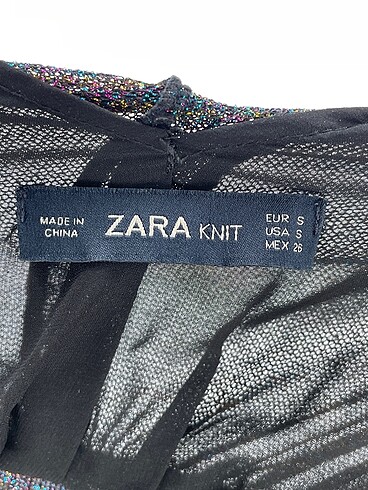 MADE IN
CHINA
ZARA KNIT
EUR S
USA S
MEX 26